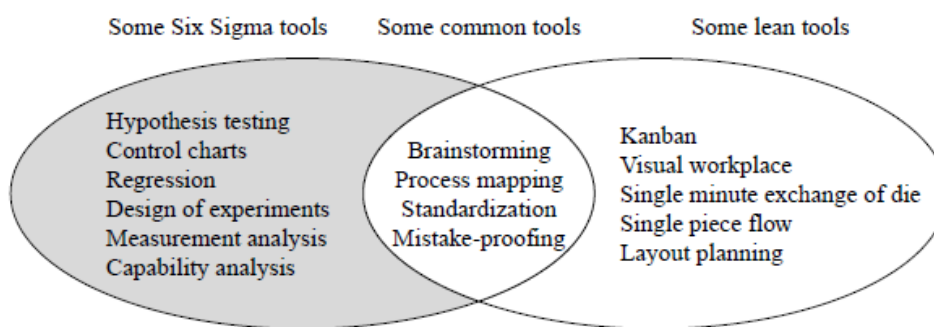 Some Six Sigma tools
Some common tools
Some lean tools
Hypothesis testing
Control charts
Regression
Design of experiments
Measurement analysis
Capability analysis
Brainstorming
Process mapping
Standardization
Mistake-proofing
Kanban
Visual workplace
Single minute exchange of die
Single piece flow
Layout planning